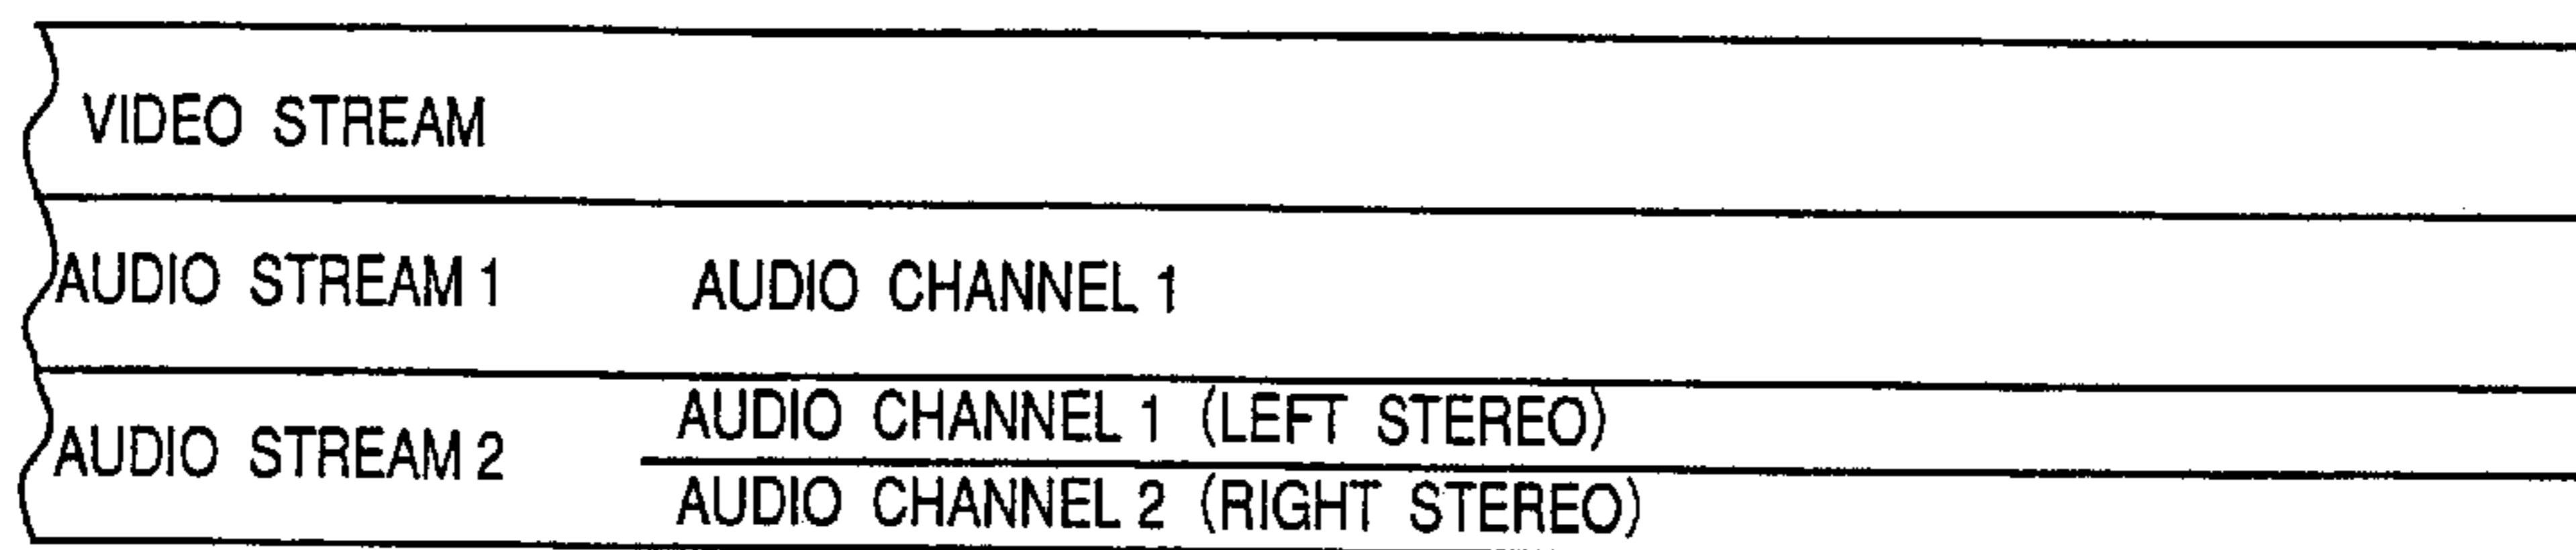 VIDEO STREAM
AUDIO STREAM 1 AUDIO CHANNEL 1
AUDIO STREAM 2
AUDIO CHANNEL 1 (LEFT STEREO)
AUDIO CHANNEL 2 (RIGHT STEREO)